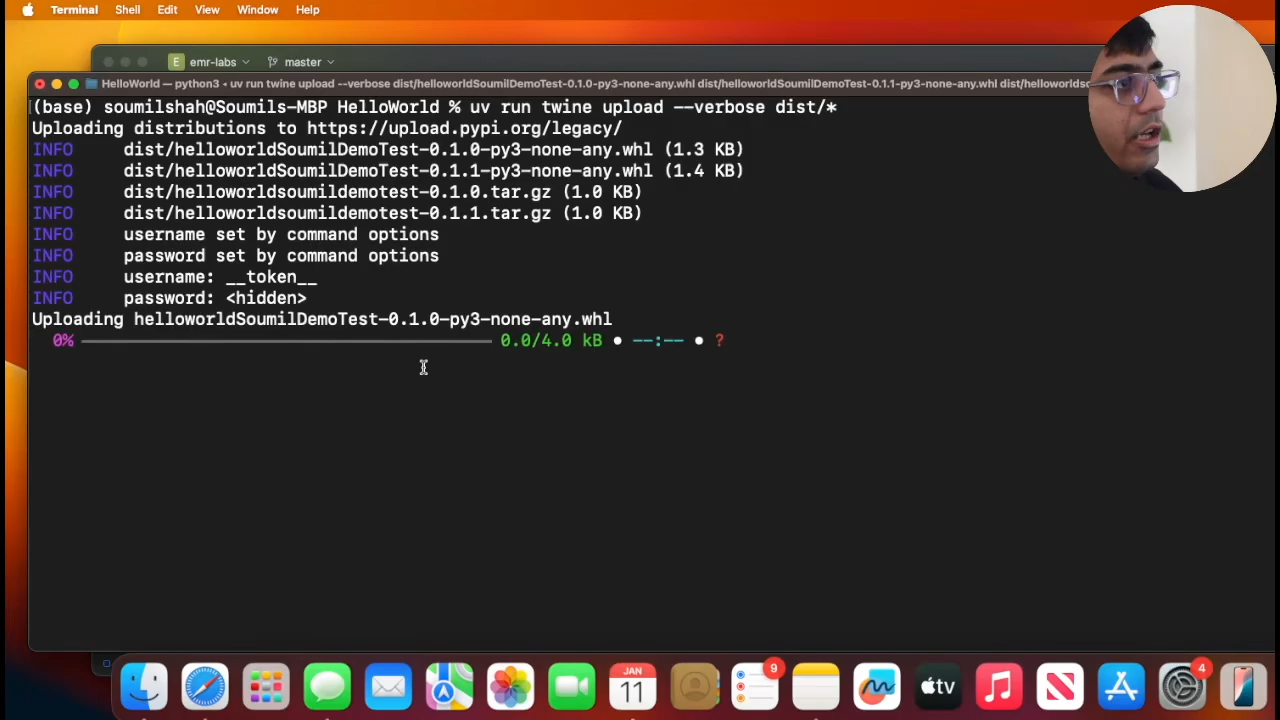 Terminal Shell Edit View Window Help
E emr-labs master
HelloWorld — python3 ◂ uv run twine upload --verbose dist/helloworldSoumilDemoTest-0.1.0-py3-none-any.whl dist/helloworldSoumilDemoTest-0.1.1-py3-none-any.whl dist/helloworldsc
(base) soumilshah@Soumils-MBP HelloWorld % uv run twine upload --verbose dist/*
Uploading distributions to https://upload.pypi.org/legacy/
INFO dist/helloworldSoumilDemoTest-0.1.0-py3-none-any.whl (1.3 KB)
INFO dist/helloworldSoumilDemoTest-0.1.1-py3-none-any.whl (1.4 KB)
INFO dist/helloworldsoumildemotest-0.1.0.tar.gz (1.0 KB)
INFO dist/helloworldsoumildemotest-0.1.1.tar.gz (1.0 KB)
INFO username set by command options
INFO password set by command options
INFO username: __token__
INFO password: <hidden>
Uploading helloworldSoumilDemoTest-0.1.0-py3-none-any.whl
0% 0.0/4.0 kB • --:-- • ?
JAN
11
9
tv
4